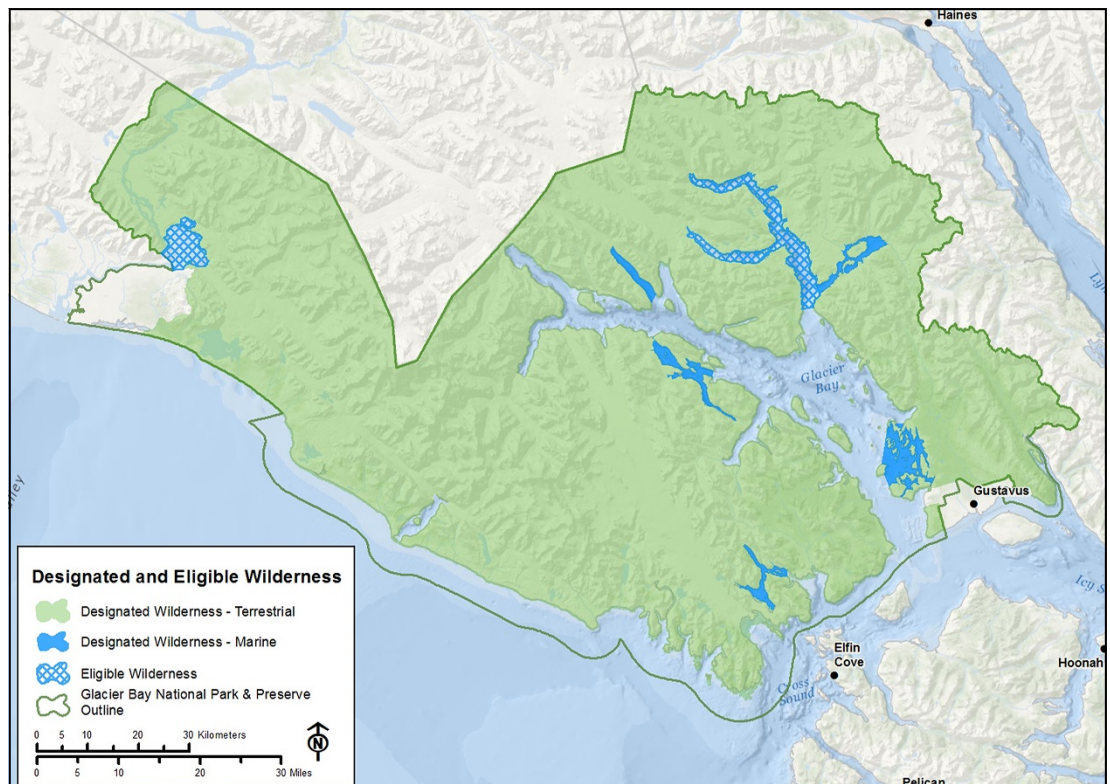 Haines
Glacier
Bay
Gustavus
Icy S
Elfin
Cove
Hoonah
Cross
Sound
Pelican
Designated and Eligible Wilderness
Designated Wilderness - Terrestrial
Designated Wilderness - Marine
Eligible Wilderness
Glacier Bay National Park & Preserve
Outline
0 5 10 20 30 Kilometers
N
0 5 10 20 30 Miles